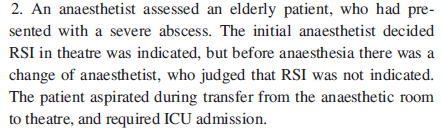 2. An anaesthetist assessed an elderly patient, who had pre-
sented with a severe abscess. The initial anaesthetist decided
RSI in theatre was indicated, but before anaesthesia there was a
change of anaesthetist, who judged that RSI was not indicated.
The patient aspirated during transfer from the anaesthetic room
to theatre, and required ICU admission.